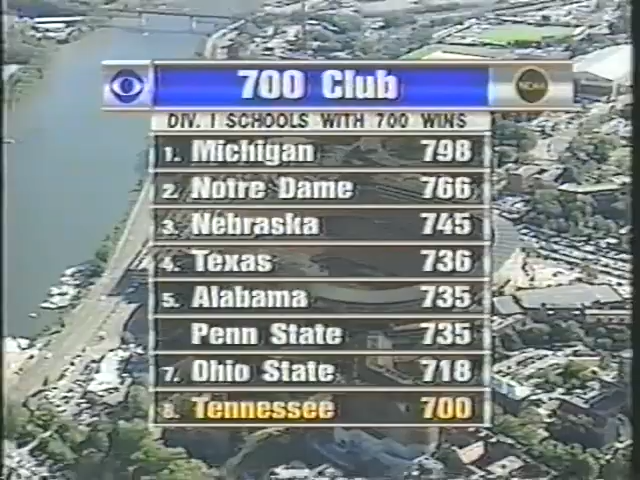 700 Club
NCAA
DIV. I SCHOOLS WITH 700 WINS
1. Michigan 798
2. Notre Dame 766
3. Nebraska 745
4. Texas 736
5. Alabama 735
Penn State 735
7. Ohio State 718
8. Tennessee 700